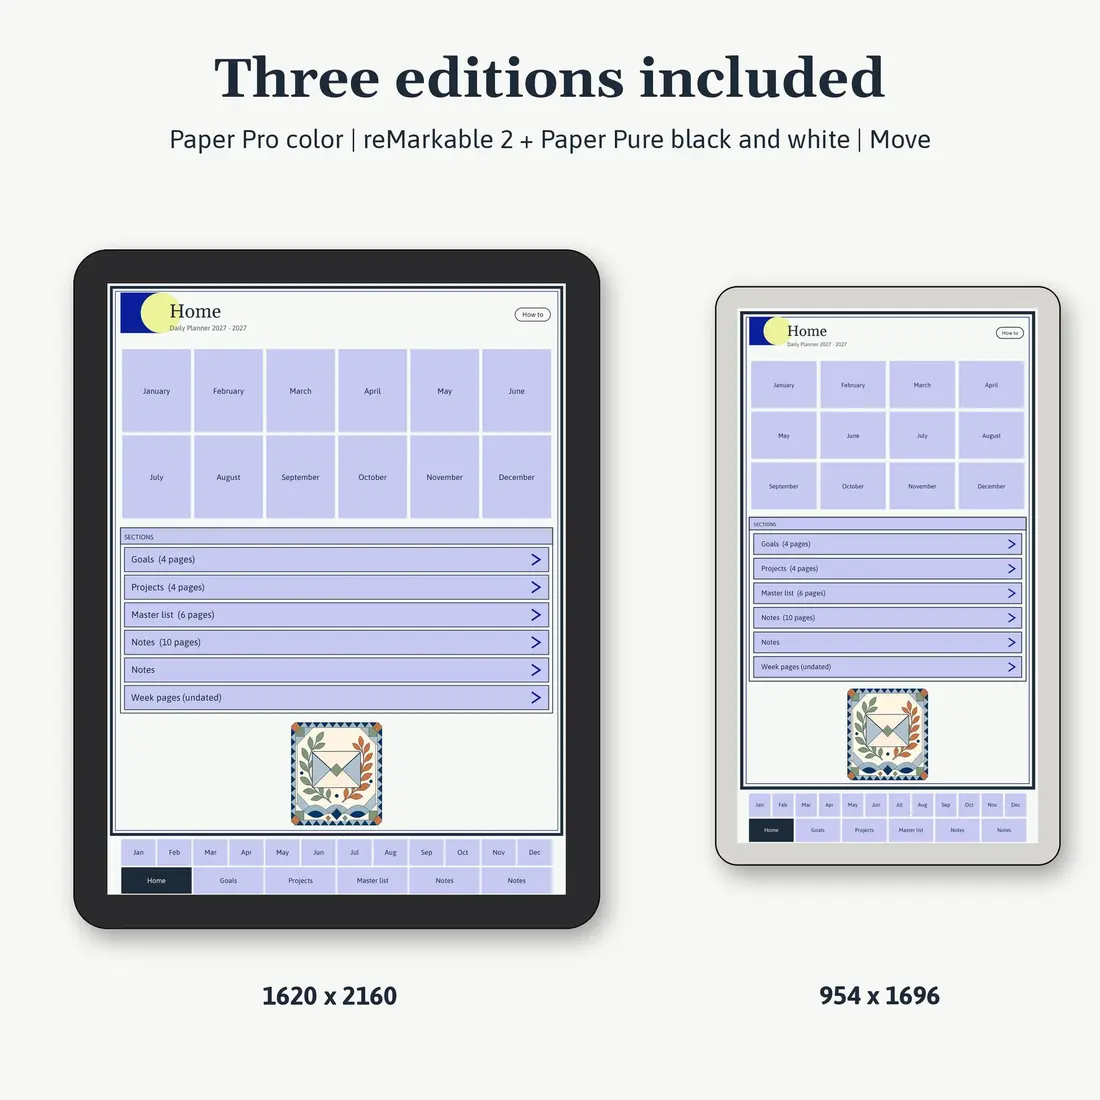 Three editions included
Paper Pro color | reMarkable 2 + Paper Pure black and white | Move
Home
Daily Planner 2027 - 2027
How to
January February March April May June
July August September October November December
SECTIONS
Goals (4 pages)
Projects (4 pages)
Master list (6 pages)
Notes (10 pages)
Notes
Week pages (undated)
Jan Feb Mar Apr May Jun Jul Aug Sep Oct Nov Dec
Home Goals Projects Master list Notes Notes
1620 x 2160
Home
Daily Planner 2027 - 2027
How to
January February March April
May June July August
September October November December
SECTIONS
Goals (4 pages)
Projects (4 pages)
Master list (6 pages)
Notes (10 pages)
Notes
Week pages (undated)
Jan Feb Mar Apr May Jun Jul Aug Sep Oct Nov Dec
Home Goals Projects Master list Notes Notes
954 x 1696